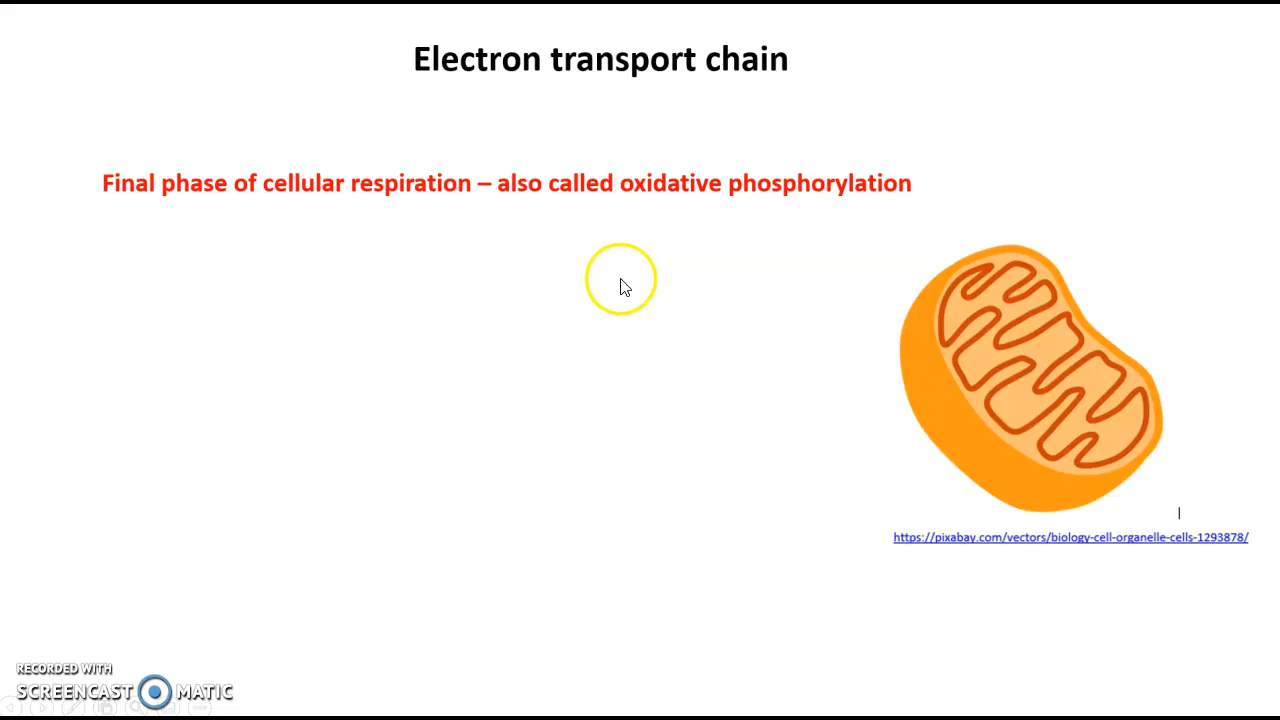 Electron transport chain
Final phase of cellular respiration – also called oxidative phosphorylation
https://pixabay.com/vectors/biology-cell-organelle-cells-1293878/
RECORDED WITH
SCREENCAST MATIC